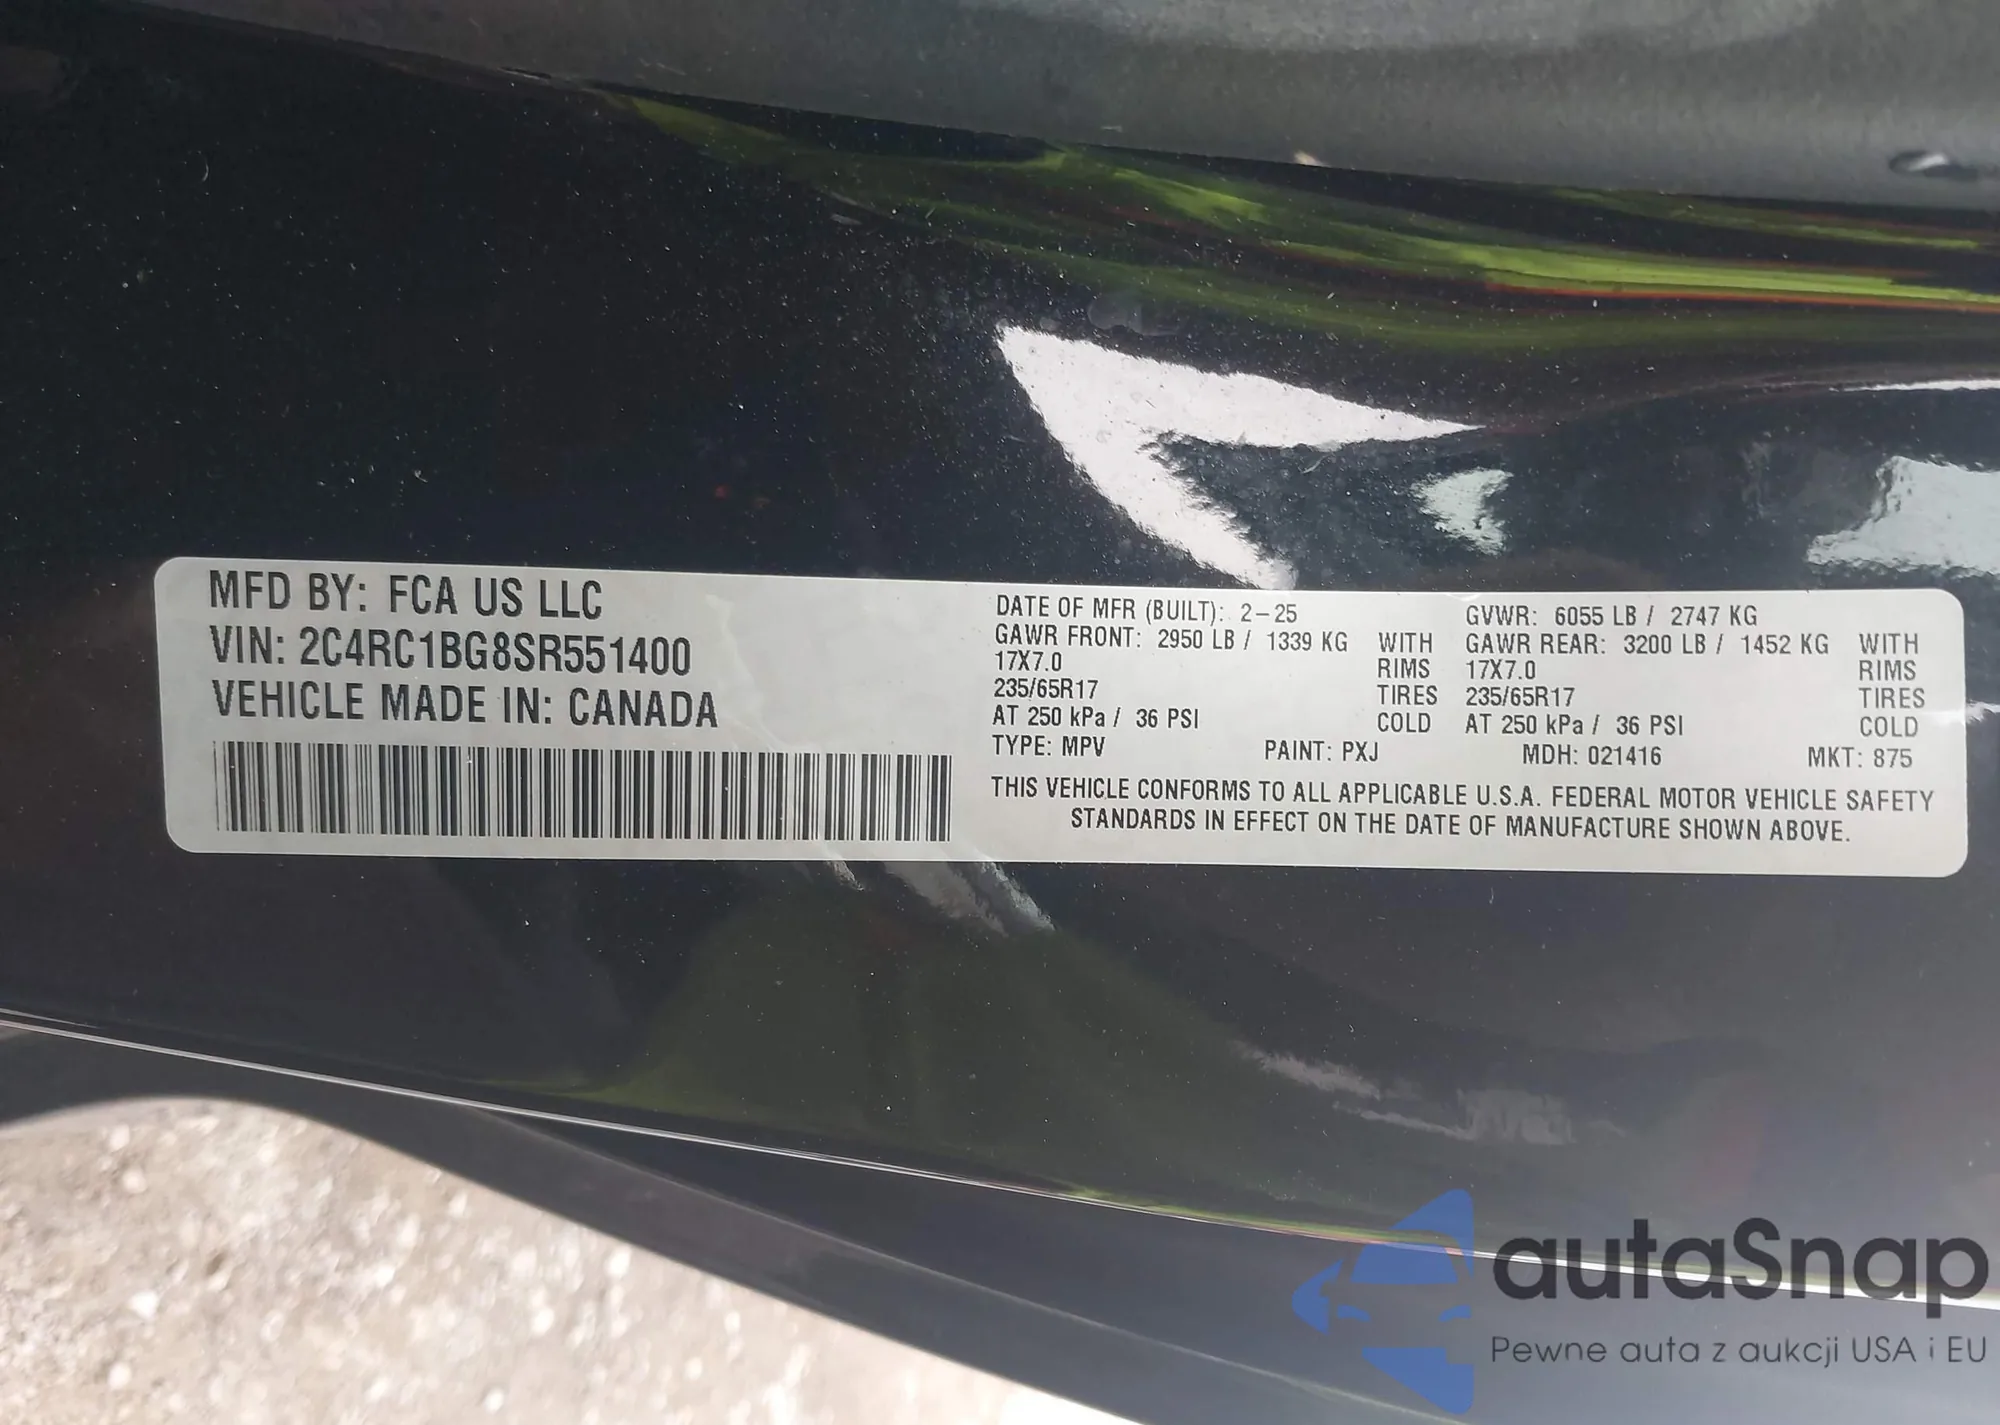 MFD BY: FCA US LLC
VIN: 2C4RC1BG8SR551400
VEHICLE MADE IN: CANADA
DATE OF MFR (BUILT): 2-25 GVWR: 6055 LB / 2747 KG
GAWR FRONT: 2950 LB / 1339 KG WITH GAWR REAR: 3200 LB / 1452 KG WITH
17X7.0 RIMS 17X7.0 RIMS
235/65R17 TIRES 235/65R17 TIRES
AT 250 kPa / 36 PSI COLD AT 250 kPa / 36 PSI COLD
TYPE: MPV PAINT: PXJ MDH: 021416 MKT: 875
THIS VEHICLE CONFORMS TO ALL APPLICABLE U.S.A. FEDERAL MOTOR VEHICLE SAFETY
STANDARDS IN EFFECT ON THE DATE OF MANUFACTURE SHOWN ABOVE.
autaSnap
Pewne auta z aukcji USA i EU